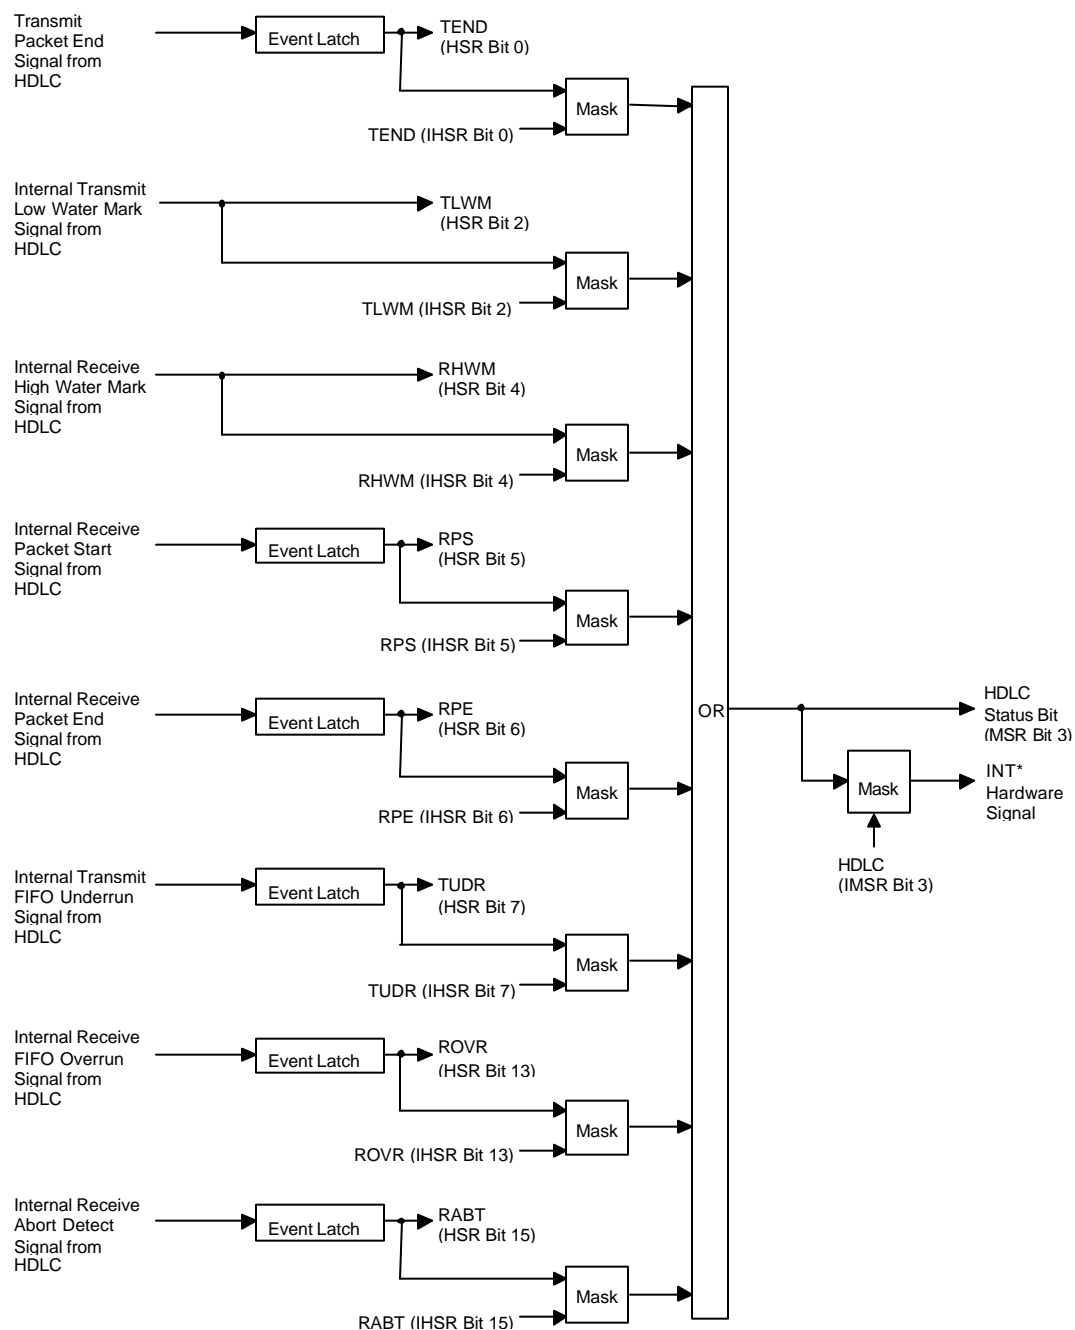 Transmit
Packet End
Signal from
HDLC
Event Latch
TEND
(HSR Bit 0)
Mask
TEND (IHSR Bit 0)
Internal Transmit
Low Water Mark
Signal from
HDLC
TLWM
(HSR Bit 2)
Mask
TLWM (IHSR Bit 2)
Internal Receive
High Water Mark
Signal from
HDLC
RHWM
(HSR Bit 4)
Mask
RHWM (IHSR Bit 4)
Internal Receive
Packet Start
Signal from
HDLC
Event Latch
RPS
(HSR Bit 5)
Mask
RPS (IHSR Bit 5)
Internal Receive
Packet End
Signal from
HDLC
Event Latch
RPE
(HSR Bit 6)
Mask
RPE (IHSR Bit 6)
OR
HDLC
Status Bit
(MSR Bit 3)
Mask
INT*
Hardware
Signal
HDLC
(IMSR Bit 3)
Internal Transmit
FIFO Underrun
Signal from
HDLC
Event Latch
TUDR
(HSR Bit 7)
Mask
TUDR (IHSR Bit 7)
Internal Receive
FIFO Overrun
Signal from
HDLC
Event Latch
ROVR
(HSR Bit 13)
Mask
ROVR (IHSR Bit 13)
Internal Receive
Abort Detect
Signal from
HDLC
Event Latch
RABT
(HSR Bit 15)
Mask
RABT (IHSR Bit 15)